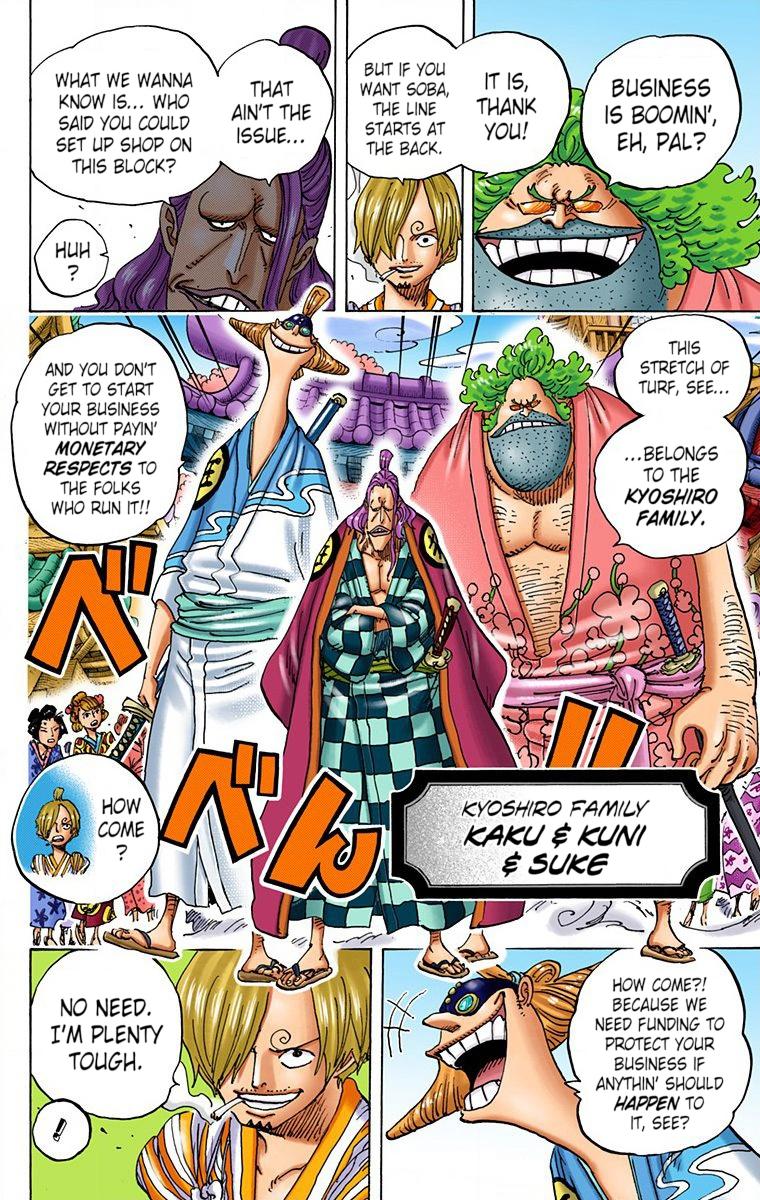 BUSINESS
IS BOOMIN',
EH, PAL?
IT IS,
THANK
YOU!
BUT IF YOU
WANT SOBA,
THE LINE
STARTS AT
THE BACK.
THAT
AIN'T THE
ISSUE...
WHAT WE WANNA
KNOW IS... WHO
SAID YOU COULD
SET UP SHOP ON
THIS BLOCK?
HUH
?
THIS
STRETCH OF
TURF, SEE...
...BELONGS
TO THE
KYOSHIRO
FAMILY.
AND YOU DON'T
GET TO START
YOUR BUSINESS
WITHOUT PAYIN'
MONETARY
RESPECTS TO
THE FOLKS
WHO RUN IT!!
ベベん!!
KYOSHIRO FAMILY
KAKU & KUNI
& SUKE
HOW
COME
?
HOW COME?!
BECAUSE WE
NEED FUNDING TO
PROTECT YOUR
BUSINESS IF
ANYTHIN' SHOULD
HAPPEN TO
IT, SEE?
NO NEED.
I'M PLENTY
TOUGH.
!